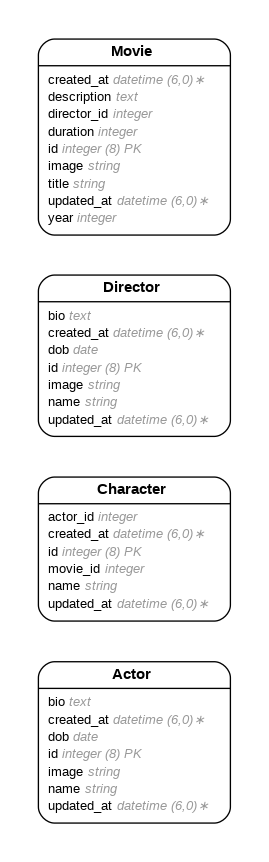 Movie
created_at datetime (6,0) ∗
description text
director_id integer
duration integer
id integer (8) PK
image string
title string
updated_at datetime (6,0) ∗
year integer
Director
bio text
created_at datetime (6,0) ∗
dob date
id integer (8) PK
image string
name string
updated_at datetime (6,0) ∗
Character
actor_id integer
created_at datetime (6,0) ∗
id integer (8) PK
movie_id integer
name string
updated_at datetime (6,0) ∗
Actor
bio text
created_at datetime (6,0) ∗
dob date
id integer (8) PK
image string
name string
updated_at datetime (6,0) ∗